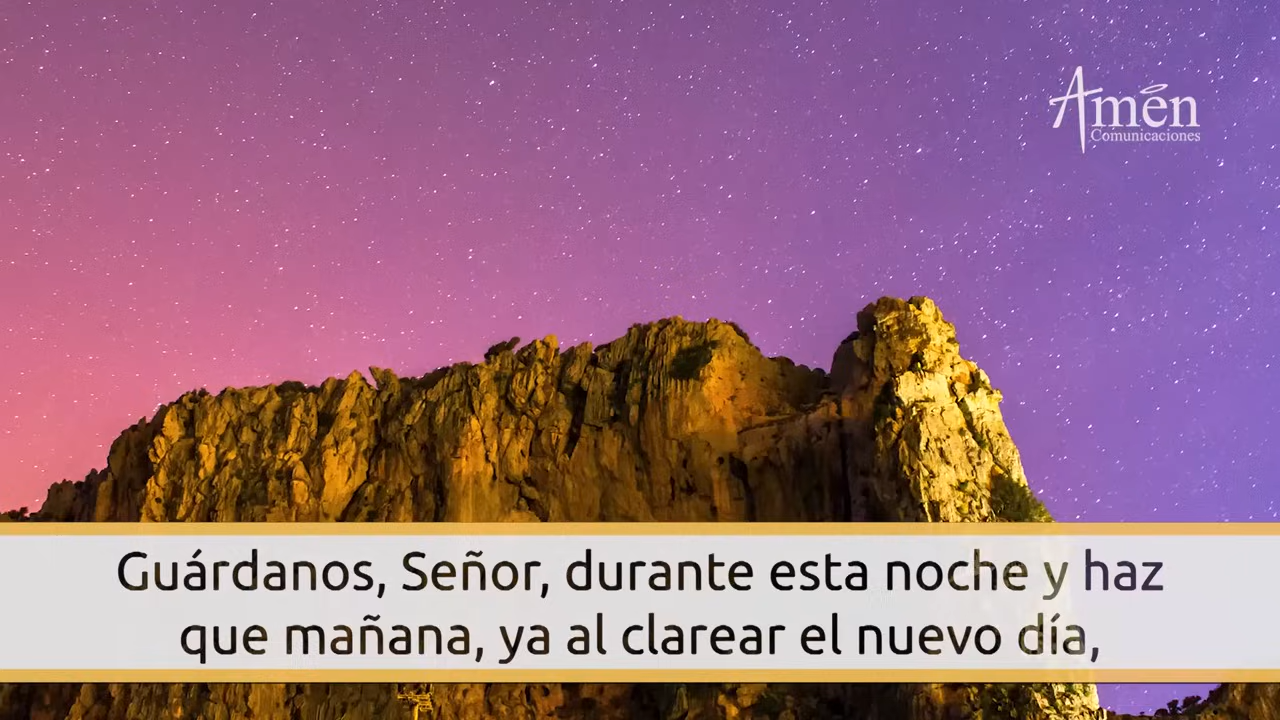 Amén
Comunicaciones
Guárdanos, Señor, durante esta noche y haz
que mañana, ya al clarear el nuevo día,